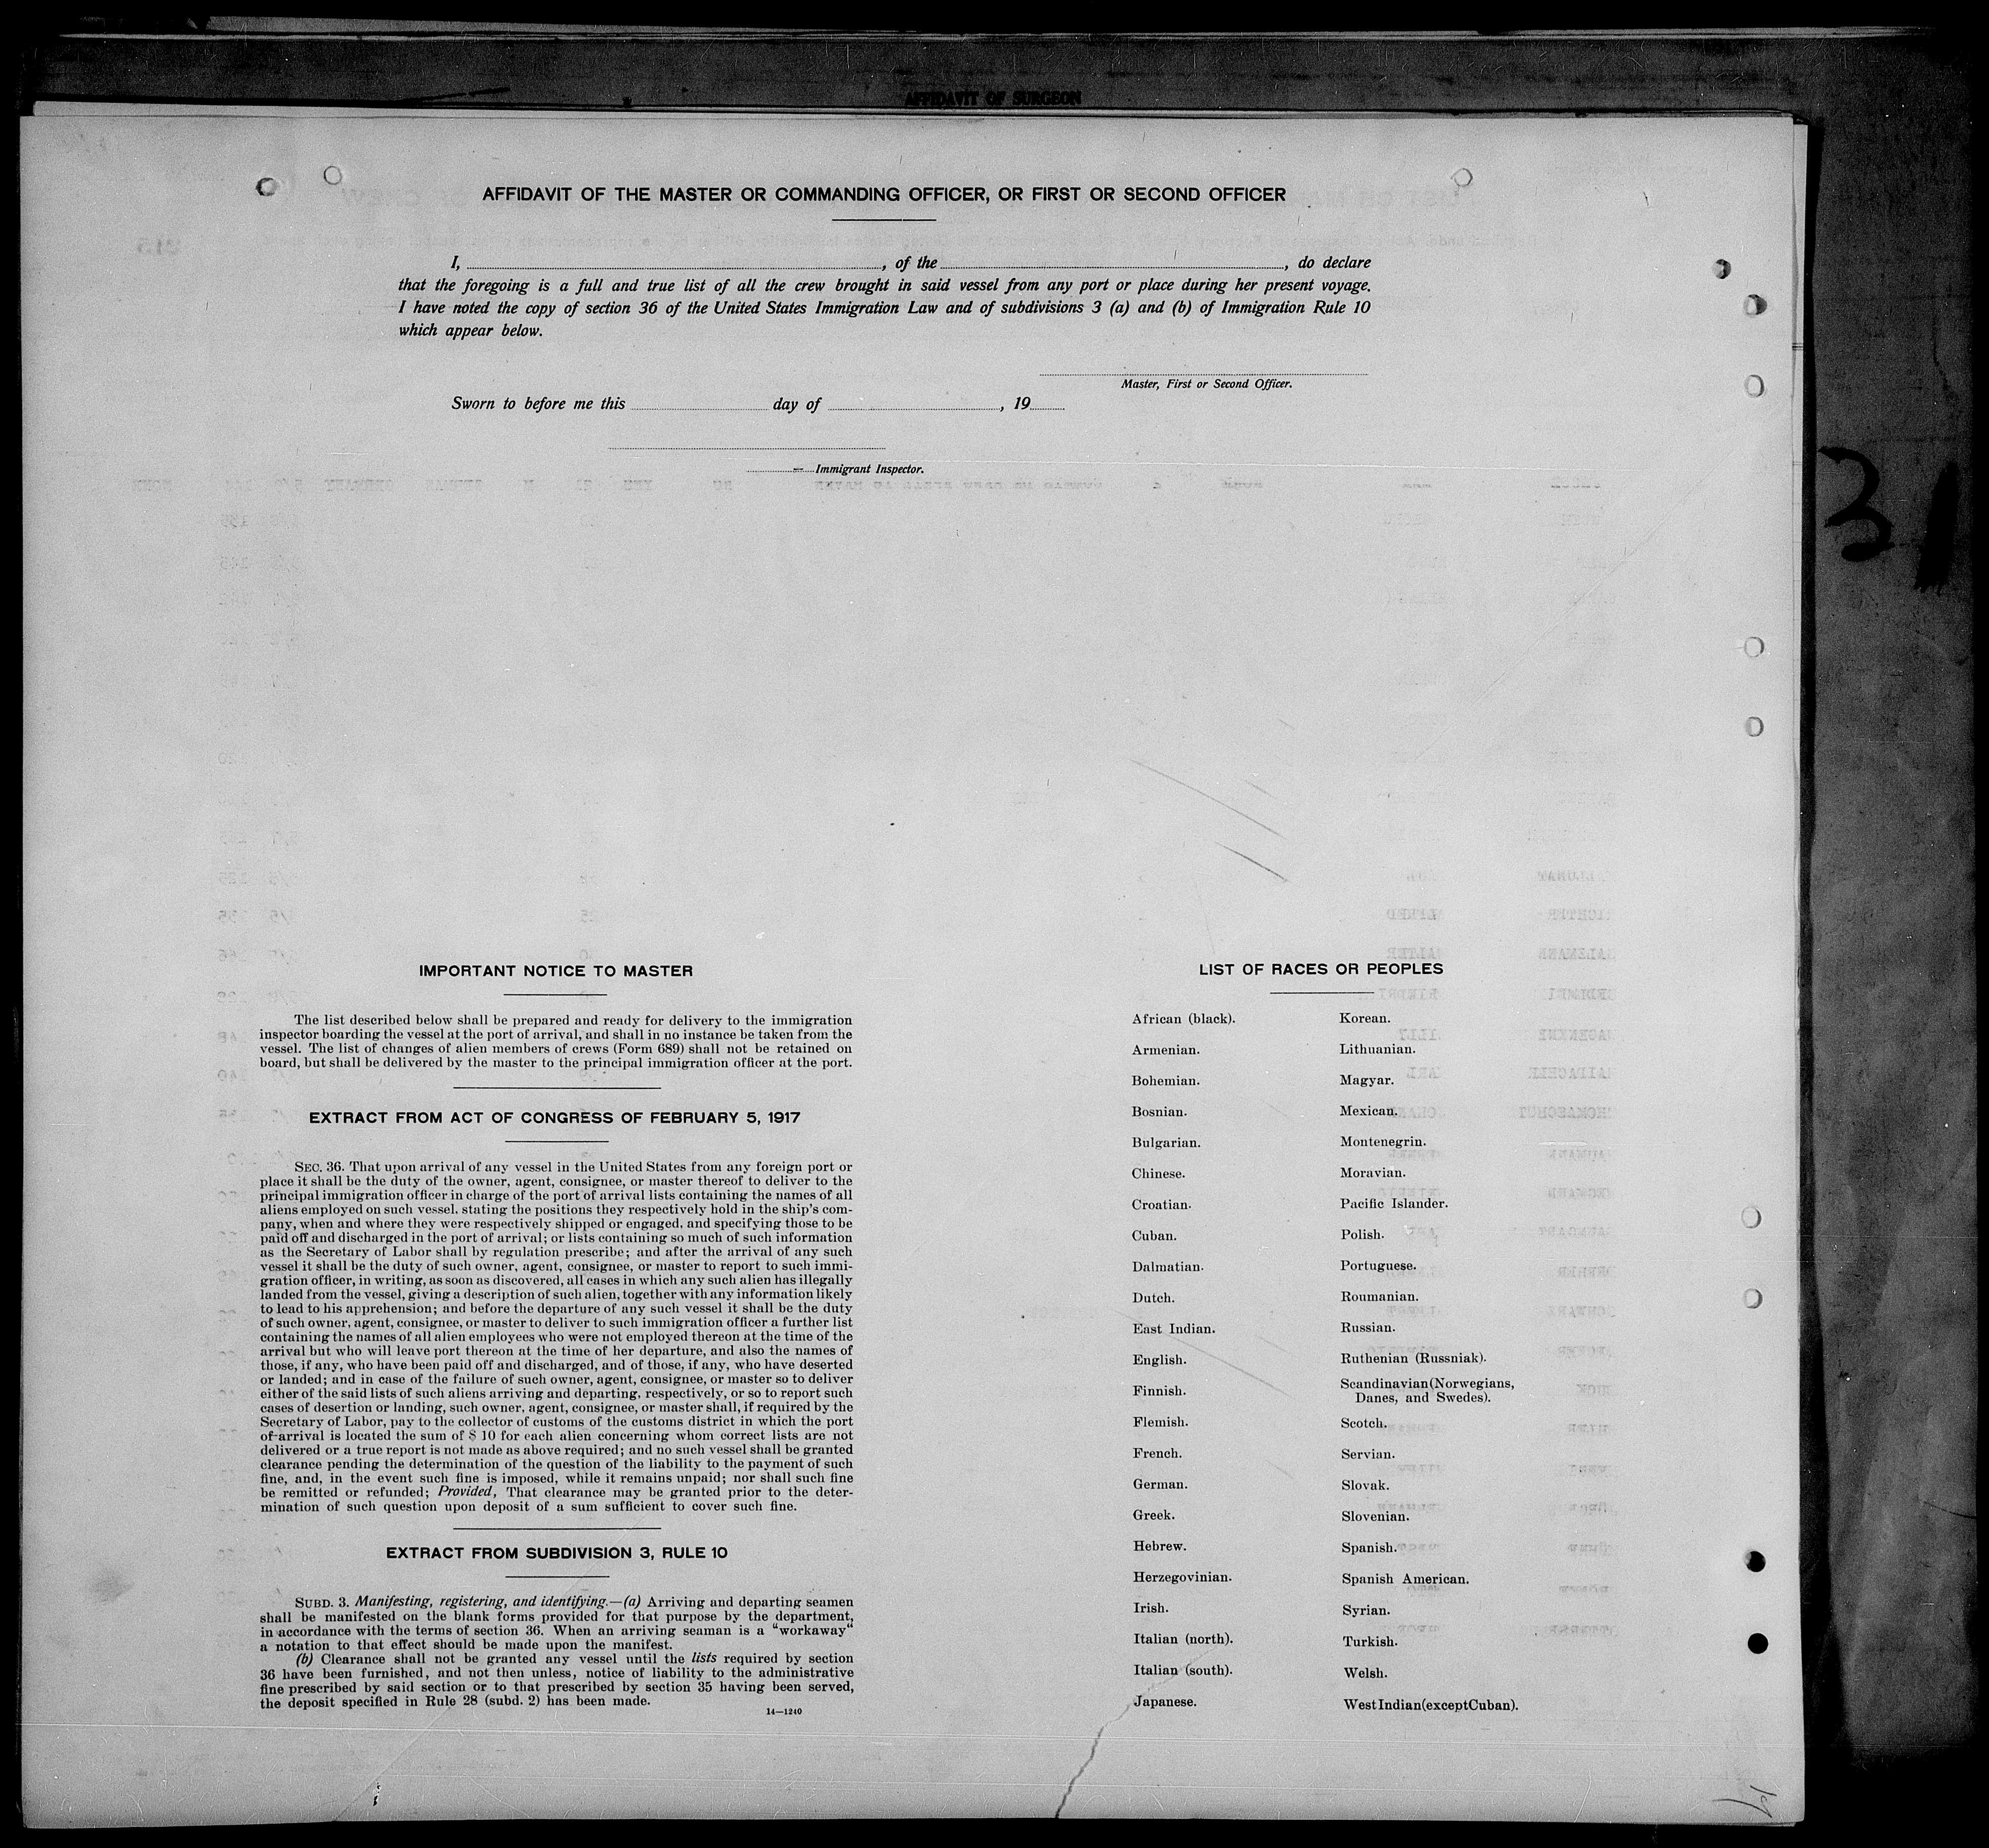 AFFIDAVIT OF SURGEON
AFFIDAVIT OF THE MASTER OR COMMANDING OFFICER, OR FIRST OR SECOND OFFICER
I, , of the , do declare
that the foregoing is a full and true list of all the crew brought in said vessel from any port or place during her present voyage.
I have noted the copy of section 36 of the United States Immigration Law and of subdivisions 3 (a) and (b) of Immigration Rule 10
which appear below.
Master, First or Second Officer.
Sworn to before me this day of , 19
Immigrant Inspector.
31
IMPORTANT NOTICE TO MASTER
The list described below shall be prepared and ready for delivery to the immigration
inspector boarding the vessel at the port of arrival, and shall in no instance be taken from the
vessel. The list of changes of alien members of crews (Form 689) shall not be retained on
board, but shall be delivered by the master to the principal immigration officer at the port.
EXTRACT FROM ACT OF CONGRESS OF FEBRUARY 5, 1917
SEC. 36. That upon arrival of any vessel in the United States from any foreign port or
place it shall be the duty of the owner, agent, consignee, or master thereof to deliver to the
principal immigration officer in charge of the port of arrival lists containing the names of all
aliens employed on such vessel, stating the positions they respectively hold in the ship's com-
pany, when and where they were respectively shipped or engaged, and specifying those to be
paid off and discharged in the port of arrival; or lists containing so much of such information
as the Secretary of Labor shall by regulation prescribe; and after the arrival of any such
vessel it shall be the duty of such owner, agent, consignee, or master to report to such immi-
gration officer, in writing, as soon as discovered, all cases in which any such alien has illegally
landed from the vessel, giving a description of such alien, together with any information likely
to lead to his apprehension; and before the departure of any such vessel it shall be the duty
of such owner, agent, consignee, or master to deliver to such immigration officer a further list
containing the names of all alien employees who were not employed thereon at the time of the
arrival but who will leave port thereon at the time of her departure, and also the names of
those, if any, who have been paid off and discharged, and of those, if any, who have deserted
or landed; and in case of the failure of such owner, agent, consignee, or master so to deliver
either of the said lists of such aliens arriving and departing, respectively, or so to report such
cases of desertion or landing, such owner, agent, consignee, or master shall, if required by the
Secretary of Labor, pay to the collector of customs of the customs district in which the port
of arrival is located the sum of $ 10 for each alien concerning whom correct lists are not
delivered or a true report is not made as above required; and no such vessel shall be granted
clearance pending the determination of the question of the liability to the payment of such
fine, and, in the event such fine is imposed, while it remains unpaid; nor shall such fine
be remitted or refunded; Provided, That clearance may be granted prior to the deter-
mination of such question upon deposit of a sum sufficient to cover such fine.
EXTRACT FROM SUBDIVISION 3, RULE 10
SUBD. 3. Manifesting, registering, and identifying.—(a) Arriving and departing seamen
shall be manifested on the blank forms provided for that purpose by the department,
in accordance with the terms of section 36. When an arriving seaman is a “workaway“
a notation to that effect should be made upon the manifest.
(b) Clearance shall not be granted any vessel until the lists required by section
36 have been furnished, and not then unless, notice of liability to the administrative
fine prescribed by said section or to that prescribed by section 35 having been served,
the deposit specified in Rule 28 (subd. 2) has been made.
14—1240
LIST OF RACES OR PEOPLES
African (black).
Armenian.
Bohemian.
Bosnian.
Bulgarian.
Chinese.
Croatian.
Cuban.
Dalmatian.
Dutch.
East Indian.
English.
Finnish.
Flemish.
French.
German.
Greek.
Hebrew.
Herzegovinian.
Irish.
Italian (north).
Italian (south).
Japanese.
Korean.
Lithuanian.
Magyar.
Mexican.
Montenegrin.
Moravian.
Pacific Islander.
Polish.
Portuguese.
Roumanian.
Russian.
Ruthenian (Russniak).
Scandinavian (Norwegians,
Danes, and Swedes).
Scotch.
Servian.
Slovak.
Slovenian.
Spanish.
Spanish American.
Syrian.
Turkish.
Welsh.
West Indian (except Cuban).